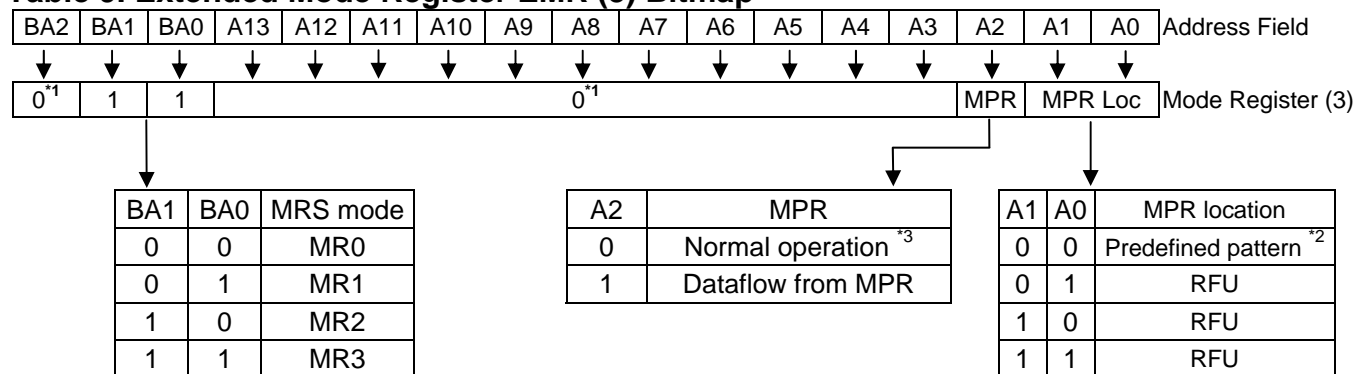 Table 8. Extended Mode Register EMR (3) Bitmap
BA2 BA1 BA0 A13 A12 A11 A10 A9 A8 A7 A6 A5 A4 A3 A2 A1 A0 Address Field
0*1 1 1 0*1 MPR MPR Loc Mode Register (3)
BA1 BA0 MRS mode
0 0 MR0
0 1 MR1
1 0 MR2
1 1 MR3
A2 MPR
0 Normal operation *3
1 Dataflow from MPR
A1 A0 MPR location
0 0 Predefined pattern *2
0 1 RFU
1 0 RFU
1 1 RFU